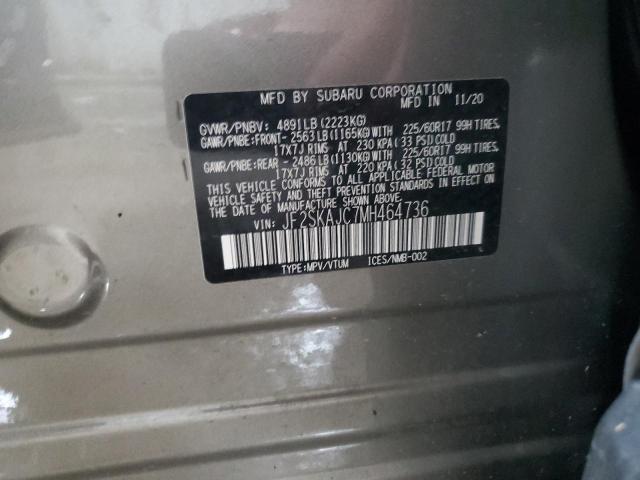 MFD BY SUBARU CORPORATION
MFD IN 11/20
GVWR/PNBV: 4891LB (2223KG)
GAWR/PNBE:FRONT- 2563LB (1165KG) WITH 225/60R17 99H TIRES,
17x7J RIMS AT 230 KPA ( 33 PSI) COLD
GAWR/PNBE:REAR - 2486LB (1130KG) WITH 225/60R17 99H TIRES,
17x7J RIMS AT 220 KPA ( 32 PSI) COLD
THIS VEHICLE CONFORMS TO ALL APPLICABLE FEDERAL MOTOR
VEHICLE SAFETY AND THEFT PREVENTION STANDARDS IN EFFECT ON
THE DATE OF MANUFACTURE SHOWN ABOVE.
VIN: JF2SKAJC7MH464736
TYPE:MPV/VTUM ICES/NMB-002